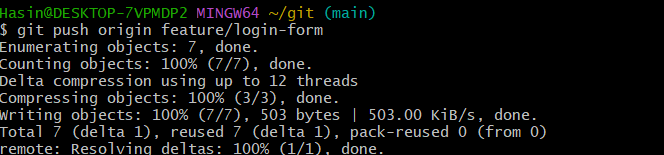 Hasin@DESKTOP-7VPMDP2 MINGW64 ~/git (main)
$ git push origin feature/login-form
Enumerating objects: 7, done.
Counting objects: 100% (7/7), done.
Delta compression using up to 12 threads
Compressing objects: 100% (3/3), done.
Writing objects: 100% (7/7), 503 bytes | 503.00 KiB/s, done.
Total 7 (delta 1), reused 7 (delta 1), pack-reused 0 (from 0)
remote: Resolving deltas: 100% (1/1), done.